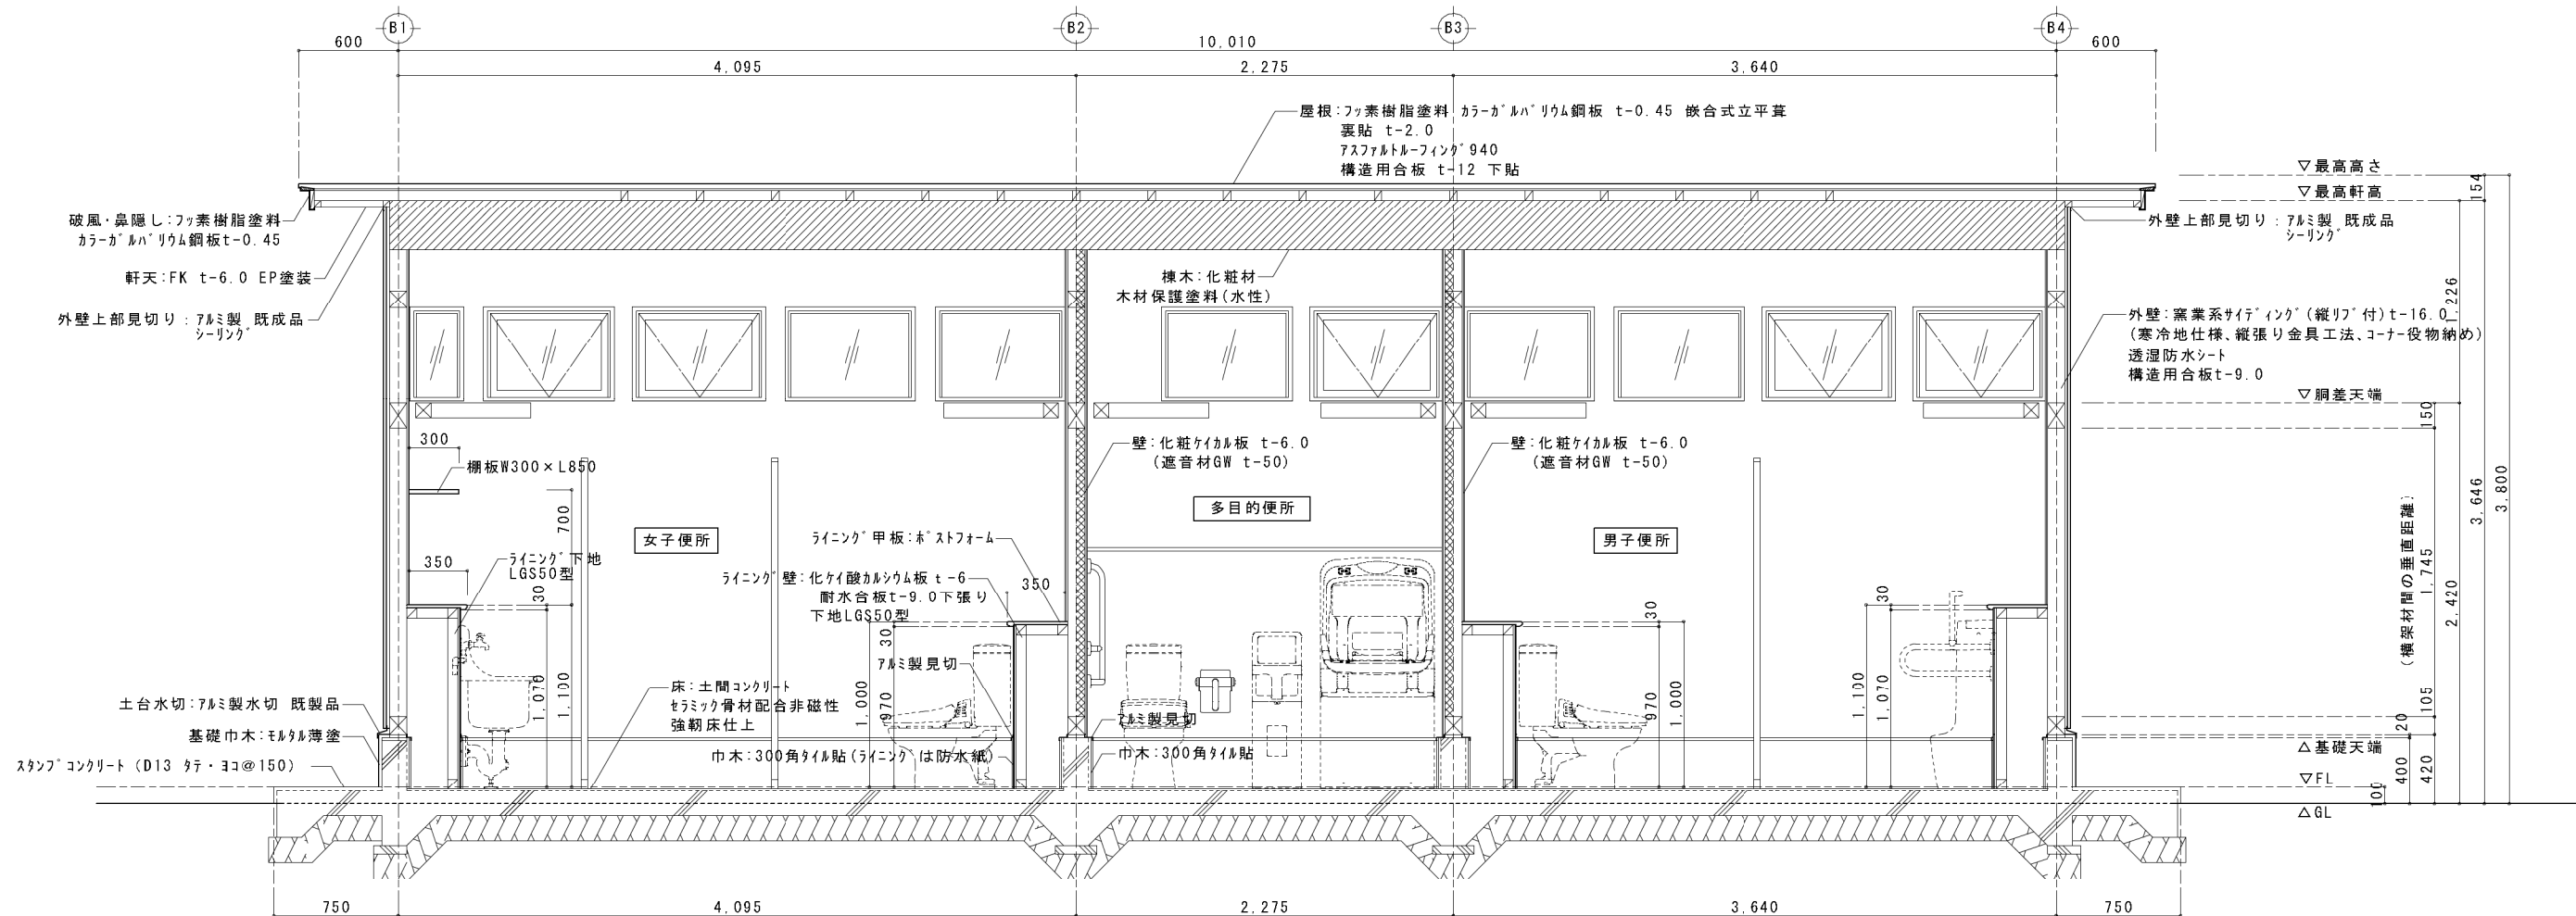 B1
B2
B3
B4
600
10,010
600
4,095
2,275
3,640
屋根:フッ素樹脂塗料 カラーガルバリウム鋼板 t-0.45 嵌合式立平葺
裏貼 t-2.0
アスファルトルーフィング940
構造用合板 t-12 下貼
▽最高高さ
▽最高軒高
154
破風・鼻隠し:フッ素樹脂塗料
カラーガルバリウム鋼板t-0.45
軒天:FK t-6.0 EP塗装
外壁上部見切り:アルミ製 既成品
シーリング
外壁上部見切り:アルミ製 既成品
シーリング
棟木:化粧材
木材保護塗料(水性)
外壁:窯業系サイディング(縦リブ付)t-16.0
(寒冷地仕様、縦張り金具工法、コーナー役物納め)
透湿防水シート
構造用合板t-9.0
1,226
▽胴差天端
150
300
棚板W300×L850
700
壁:化粧ケイカル板 t-6.0
(遮音材GW t-50)
壁:化粧ケイカル板 t-6.0
(遮音材GW t-50)
女子便所
多目的便所
男子便所
ライニング下地
LGS50型
350
30
1,070
1,100
ライニング甲板:ポストフォーム
ライニング壁:化ケイ酸カルシウム板 t-6
耐水合板t-9.0下張り
下地LGS50型
350
30
1,000
970
アルミ製見切
アルミ製見切
30
970
1,000
30
1,100
1,070
(横架材間の垂直距離)
1,745
2,420
3,646
3,800
105
20
400
420
100
土台水切:アルミ製水切 既製品
基礎巾木:モルタル薄塗
スタンプコンクリート (D13 タテ・ヨコ@150)
床:土間コンクリート
セラミック骨材配合非磁性
強靭床仕上
巾木:300角タイル貼(ライニングは防水紙)
巾木:300角タイル貼
△基礎天端
▽FL
△GL
750
4,095
2,275
3,640
750